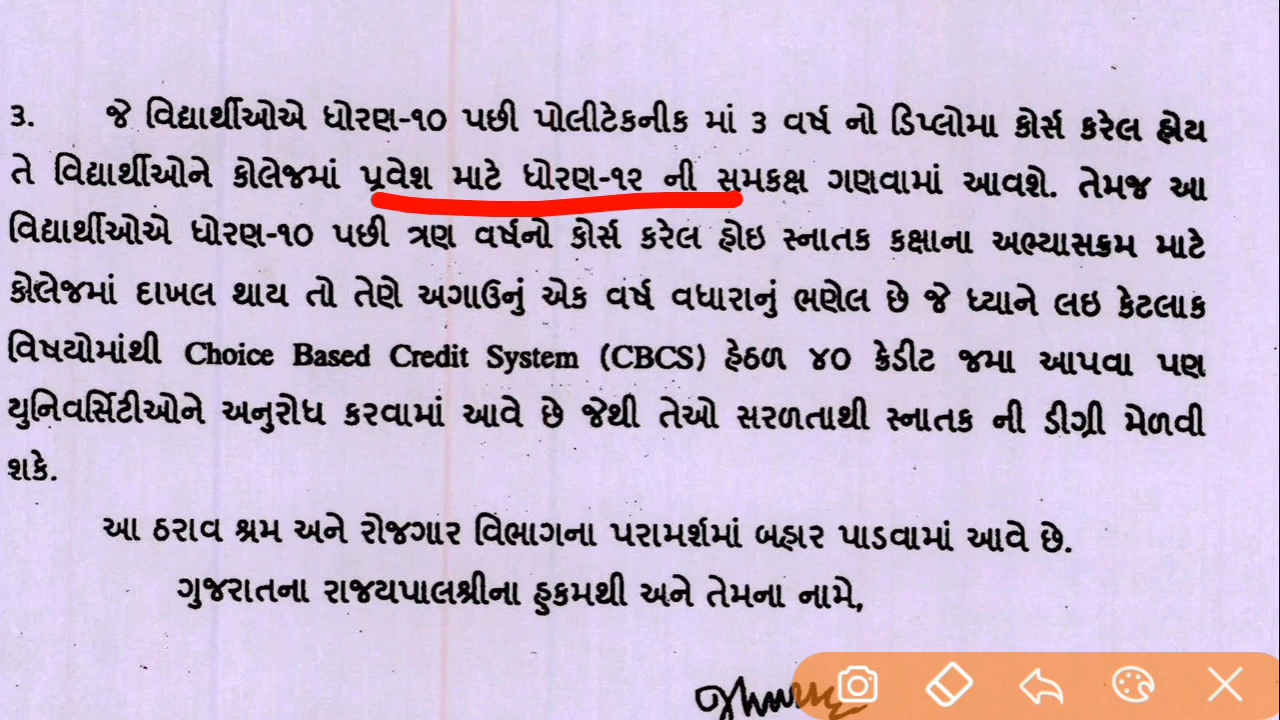 ૩. જે વિદ્યાર્થીઓએ ધોરણ-૧૦ પછી પોલીટેકનીક માં ૩ વર્ષ નો ડિપ્લોમા કોર્સ કરેલ હોય
તે વિદ્યાર્થીઓને કોલેજમાં પ્રવેશ માટે ધોરણ-૧૨ ની સમકક્ષ ગણવામાં આવશે. તેમજ આ
વિદ્યાર્થીઓએ ધોરણ-૧૦ પછી ત્રણ વર્ષનો કોર્સ કરેલ હોઇ સ્નાતક કક્ષાના અભ્યાસક્રમ માટે
કોલેજમાં દાખલ થાય તો તેણે અગાઉનું એક વર્ષ વધારાનું ભણેલ છે જે ધ્યાને લઇ કેટલાક
વિષયોમાંથી Choice Based Credit System (CBCS) હેઠળ ૪૦ ક્રેડીટ જમા આપવા પણ
યુનિવર્સિટીઓને અનુરોધ કરવામાં આવે છે જેથી તેઓ સરળતાથી સ્નાતક ની ડીગ્રી મેળવી
શકે.
આ ઠરાવ શ્રમ અને રોજગાર વિભાગના પરામર્શમાં બહાર પાડવામાં આવે છે.
ગુજરાતના રાજયપાલશ્રીના હુકમથી અને તેમના નામે,